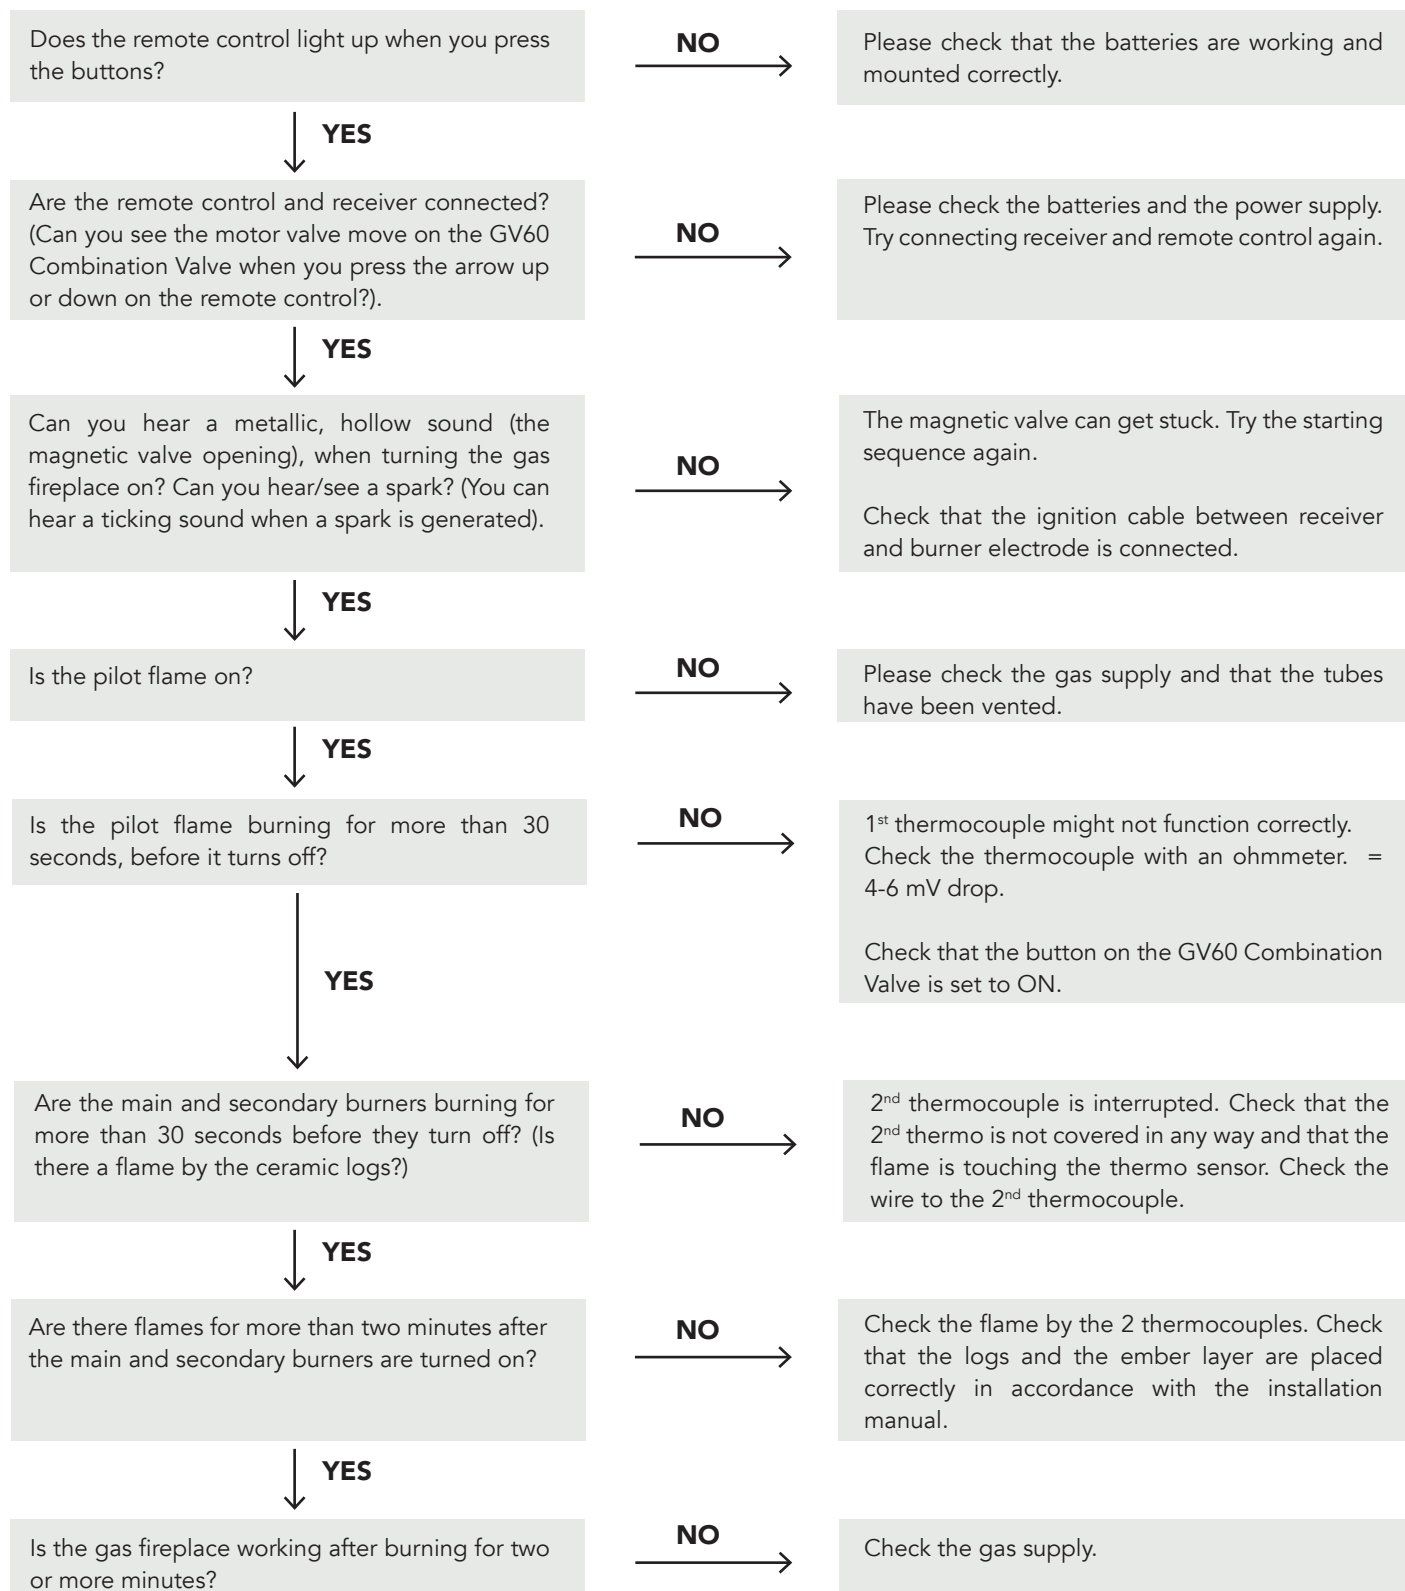 Does the remote control light up when you press
the buttons?
NO
Please check that the batteries are working and
mounted correctly.
YES
Are the remote control and receiver connected?
(Can you see the motor valve move on the GV60
Combination Valve when you press the arrow up
or down on the remote control?).
NO
Please check the batteries and the power supply.
Try connecting receiver and remote control again.
YES
Can you hear a metallic, hollow sound (the
magnetic valve opening), when turning the gas
fireplace on? Can you hear/see a spark? (You can
hear a ticking sound when a spark is generated).
NO
The magnetic valve can get stuck. Try the starting
sequence again.
Check that the ignition cable between receiver
and burner electrode is connected.
YES
Is the pilot flame on?
NO
Please check the gas supply and that the tubes
have been vented.
YES
Is the pilot flame burning for more than 30
seconds, before it turns off?
NO
1st thermocouple might not function correctly.
Check the thermocouple with an ohmmeter. =
4-6 mV drop.
Check that the button on the GV60 Combination
Valve is set to ON.
YES
Are the main and secondary burners burning for
more than 30 seconds before they turn off? (Is
there a flame by the ceramic logs?)
NO
2nd thermocouple is interrupted. Check that the
2nd thermo is not covered in any way and that the
flame is touching the thermo sensor. Check the
wire to the 2nd thermocouple.
YES
Are there flames for more than two minutes after
the main and secondary burners are turned on?
NO
Check the flame by the 2 thermocouples. Check
that the logs and the ember layer are placed
correctly in accordance with the installation
manual.
YES
Is the gas fireplace working after burning for two
or more minutes?
NO
Check the gas supply.